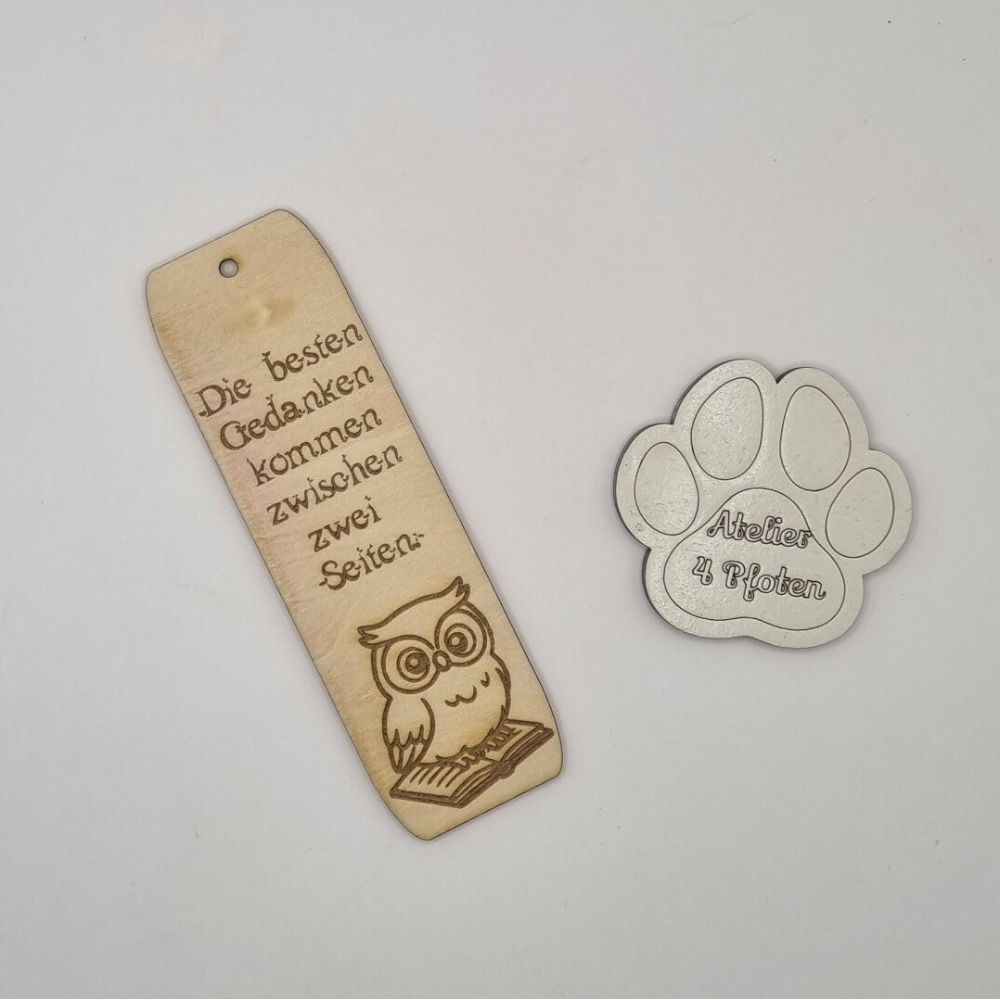 Die besten
Gedanken
kommen
zwischen
zwei
Seiten.
Atelier
4 Pfoten